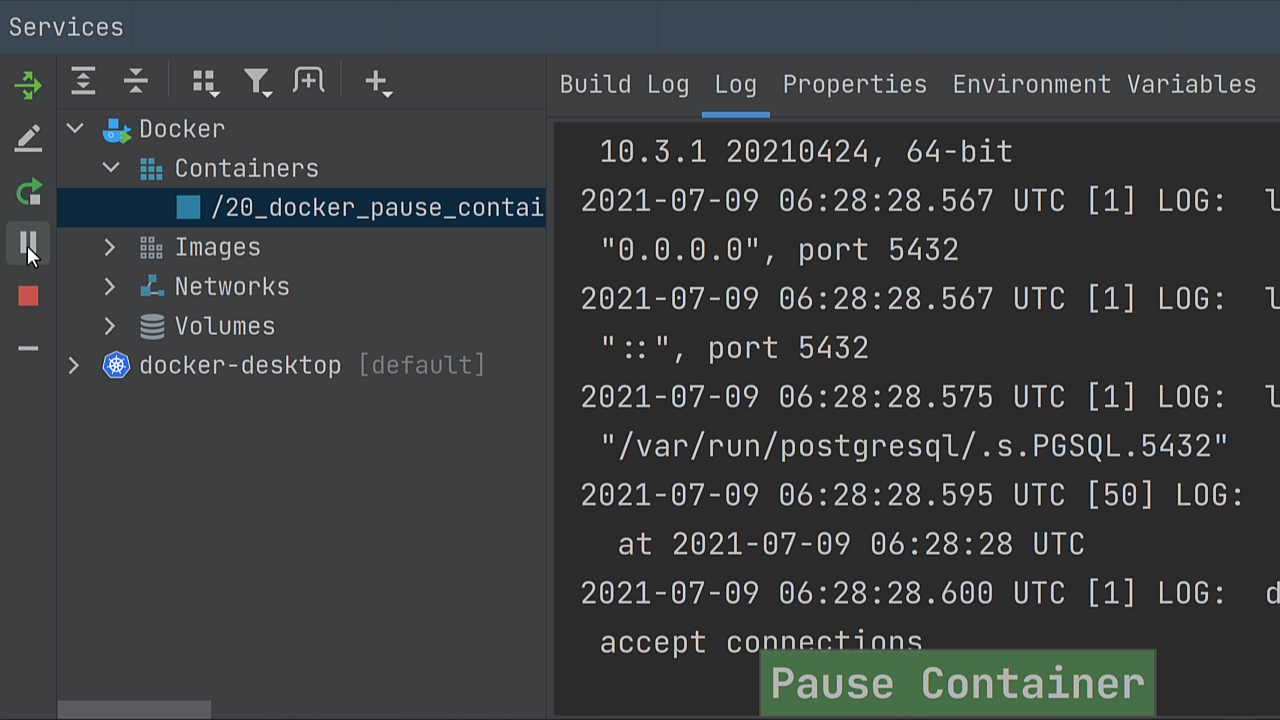 Services
Build Log Log Properties Environment Variables
Docker
Containers
/20_docker_pause_contai
Images
Networks
Volumes
docker-desktop [default]
10.3.1 20210424, 64-bit
2021-07-09 06:28:28.567 UTC [1] LOG: l
"0.0.0.0", port 5432
2021-07-09 06:28:28.567 UTC [1] LOG: l
"::", port 5432
2021-07-09 06:28:28.575 UTC [1] LOG: l
"/var/run/postgresql/.s.PGSQL.5432"
2021-07-09 06:28:28.595 UTC [50] LOG:
at 2021-07-09 06:28:28 UTC
2021-07-09 06:28:28.600 UTC [1] LOG: d
accept connections
Pause Container